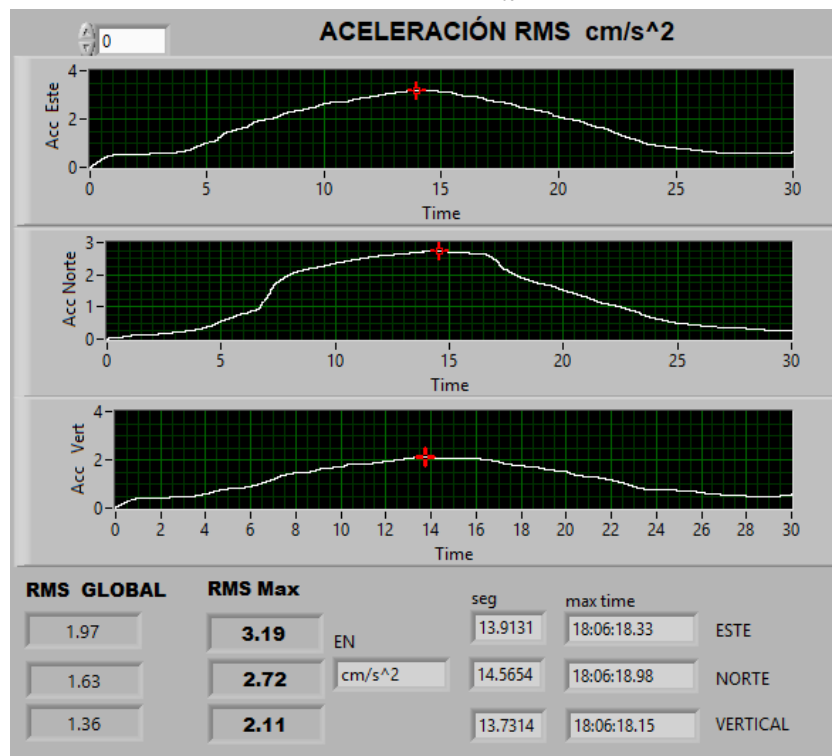 0
ACELERACIÓN RMS cm/s^2
4
2
0
Acc Este
0 5 10 15 20 25 30
Time
3
2
1
0
Acc Norte
0 5 10 15 20 25 30
Time
4
2
0
Acc Vert
0 2 4 6 8 10 12 14 16 18 20 22 24 26 28 30
Time
RMS GLOBAL RMS Max seg max time
1.97 3.19 EN 13.9131 18:06:18.33 ESTE
1.63 2.72 cm/s^2 14.5654 18:06:18.98 NORTE
1.36 2.11 13.7314 18:06:18.15 VERTICAL